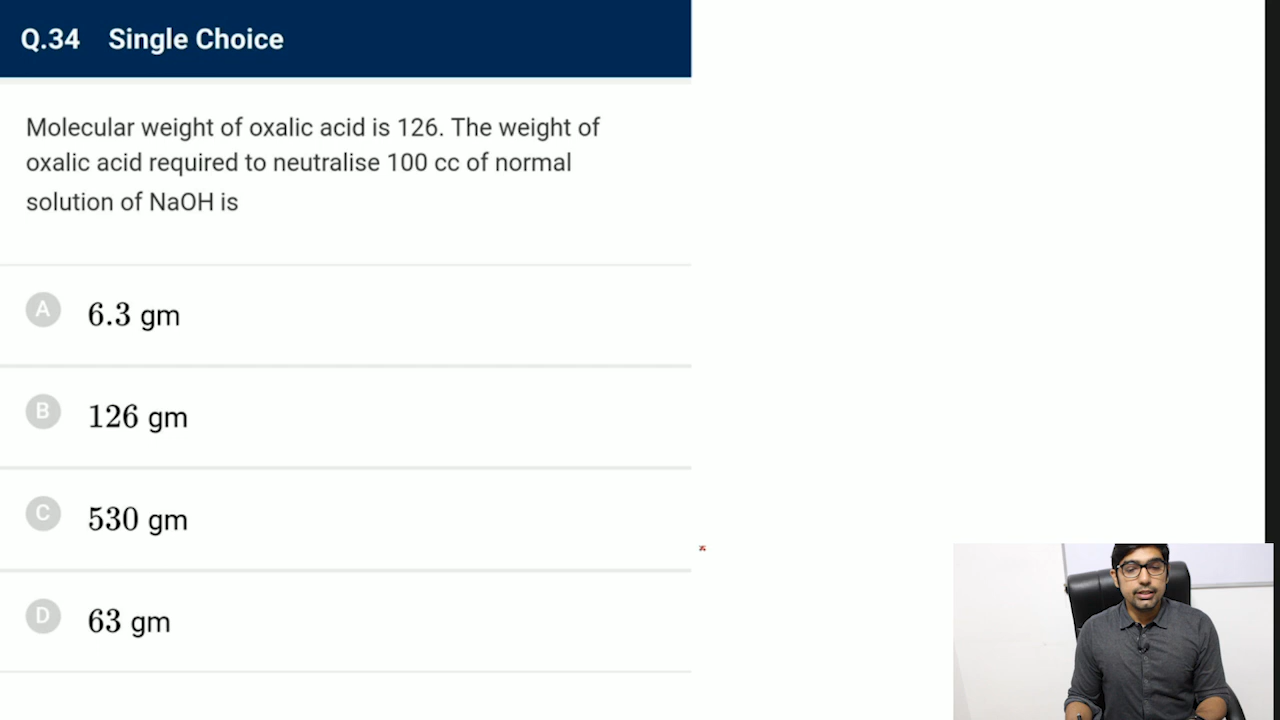 Q.34 Single Choice
Molecular weight of oxalic acid is 126. The weight of
oxalic acid required to neutralise 100 cc of normal
solution of NaOH is
A 6.3 gm
B 126 gm
C 530 gm
D 63 gm